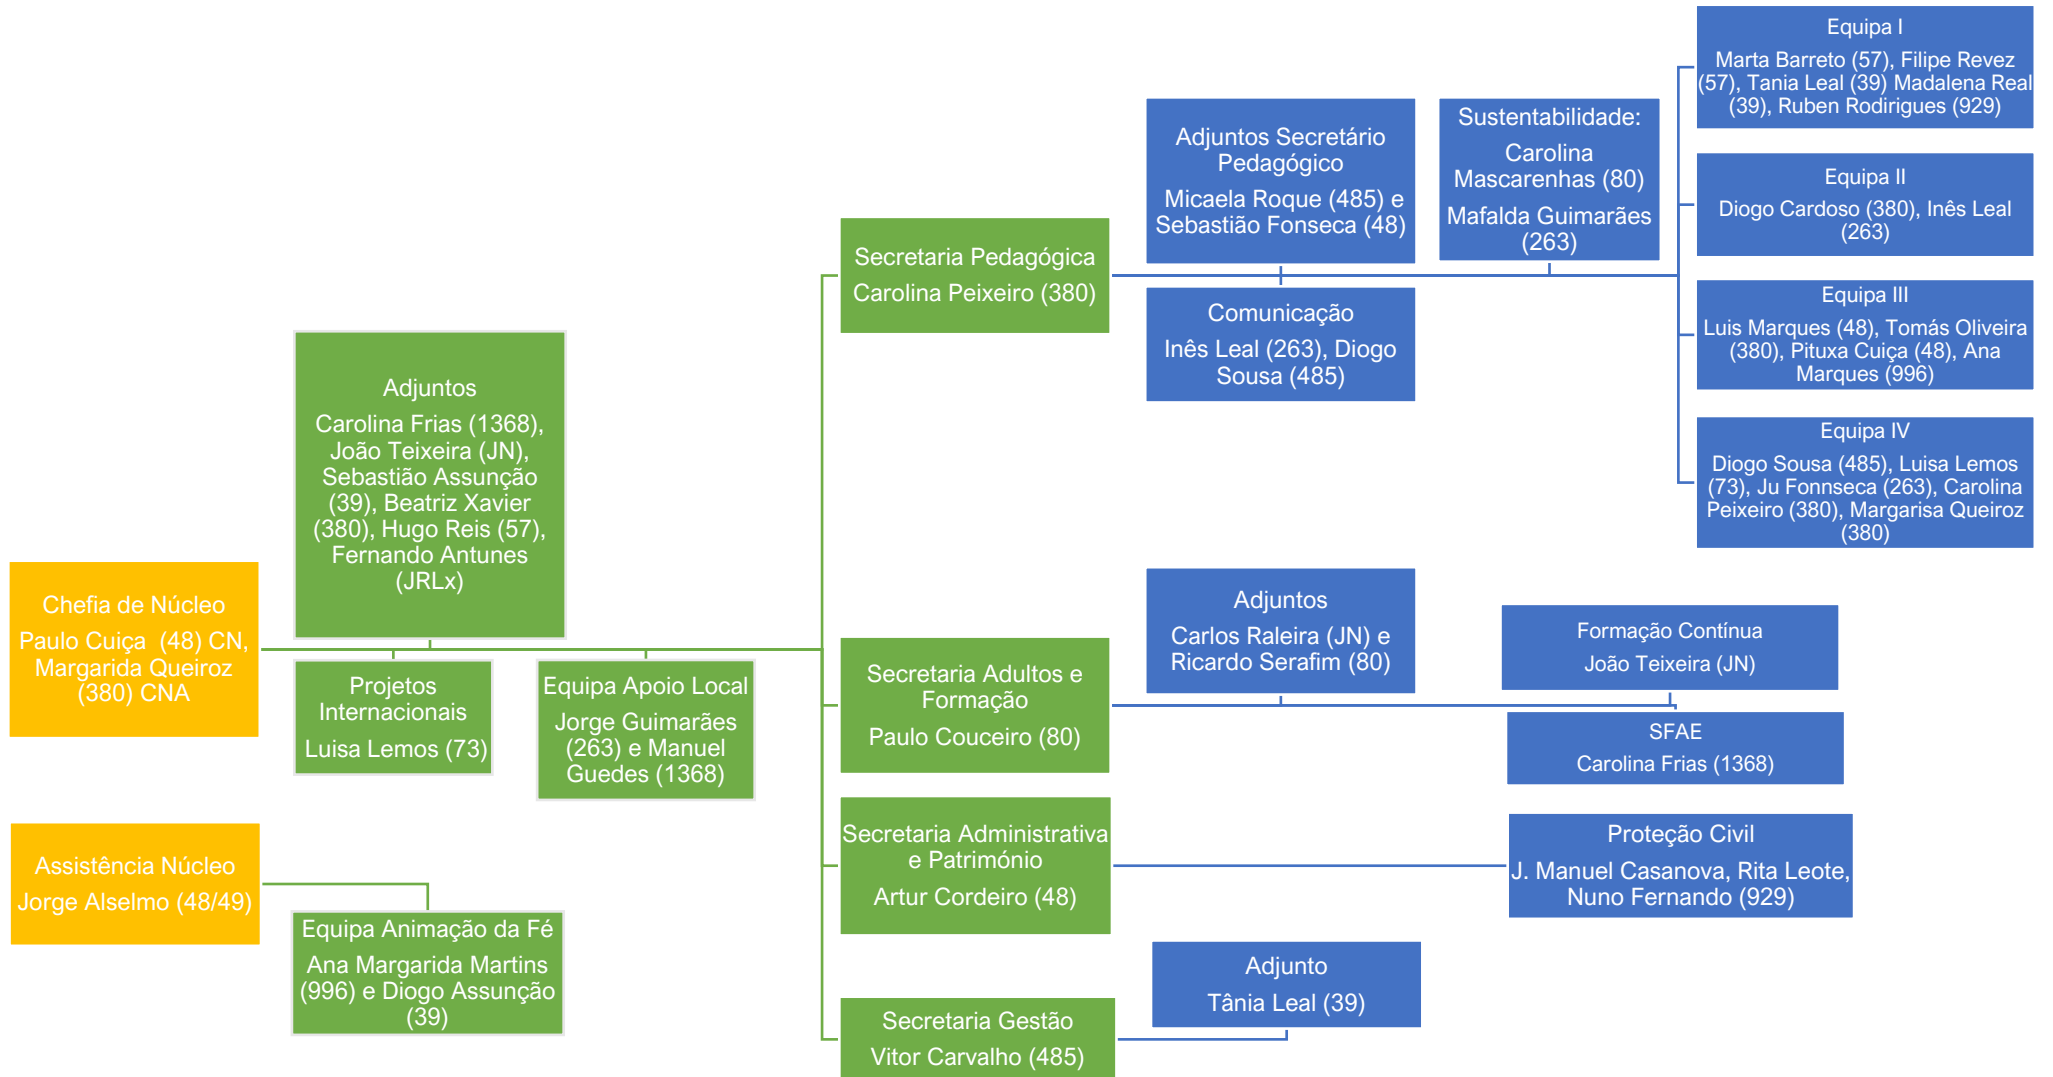 Chefia de Núcleo
Paulo Cuiça (48) CN,
Margarida Queiroz
(380) CNA
Assistência Núcleo
Jorge Alselmo (48/49)
Adjuntos
Carolina Frias (1368),
João Teixeira (JN),
Sebastião Assunção
(39), Beatriz Xavier
(380), Hugo Reis (57),
Fernando Antunes
(JRLx)
Projetos
Internacionais
Luisa Lemos (73)
Equipa Apoio Local
Jorge Guimarães
(263) e Manuel
Guedes (1368)
Equipa Animação da Fé
Ana Margarida Martins
(996) e Diogo Assunção
(39)
Secretaria Pedagógica
Carolina Peixeiro (380)
Adjuntos Secretário
Pedagógico
Micaela Roque (485) e
Sebastião Fonseca (48)
Comunicação
Inês Leal (263), Diogo
Sousa (485)
Sustentabilidade:
Carolina
Mascarenhas (80)
Mafalda Guimarães
(263)
Equipa I
Marta Barreto (57), Filipe Revez
(57), Tania Leal (39) Madalena Real
(39), Ruben Rodirigues (929)
Equipa II
Diogo Cardoso (380), Inês Leal
(263)
Equipa III
Luis Marques (48), Tomás Oliveira
(380), Pituxa Cuiça (48), Ana
Marques (996)
Equipa IV
Diogo Sousa (485), Luisa Lemos
(73), Ju Fonnseca (263), Carolina
Peixeiro (380), Margarisa Queiroz
(380)
Secretaria Adultos e
Formação
Paulo Couceiro (80)
Adjuntos
Carlos Raleira (JN) e
Ricardo Serafim (80)
Formação Contínua
João Teixeira (JN)
SFAE
Carolina Frias (1368)
Secretaria Administrativa
e Património
Artur Cordeiro (48)
Proteção Civil
J. Manuel Casanova, Rita Leote,
Nuno Fernando (929)
Secretaria Gestão
Vitor Carvalho (485)
Adjunto
Tânia Leal (39)